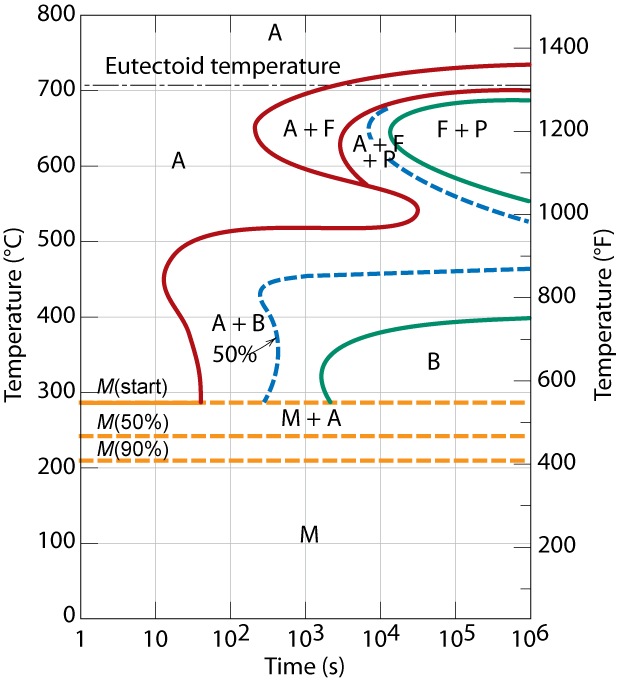 800
A
1400
Eutectoid temperature
700
A + F
A + F
+ P
F + P
1200
A
600
1000
500
Temperature (°C)
Temperature (°F)
400
A + B
50%
800
B
300
M(start)
600
M + A
M(50%)
M(90%)
200
400
M
100
200
0
1 10 10² 10³ 10⁴ 10⁵ 10⁶
Time (s)